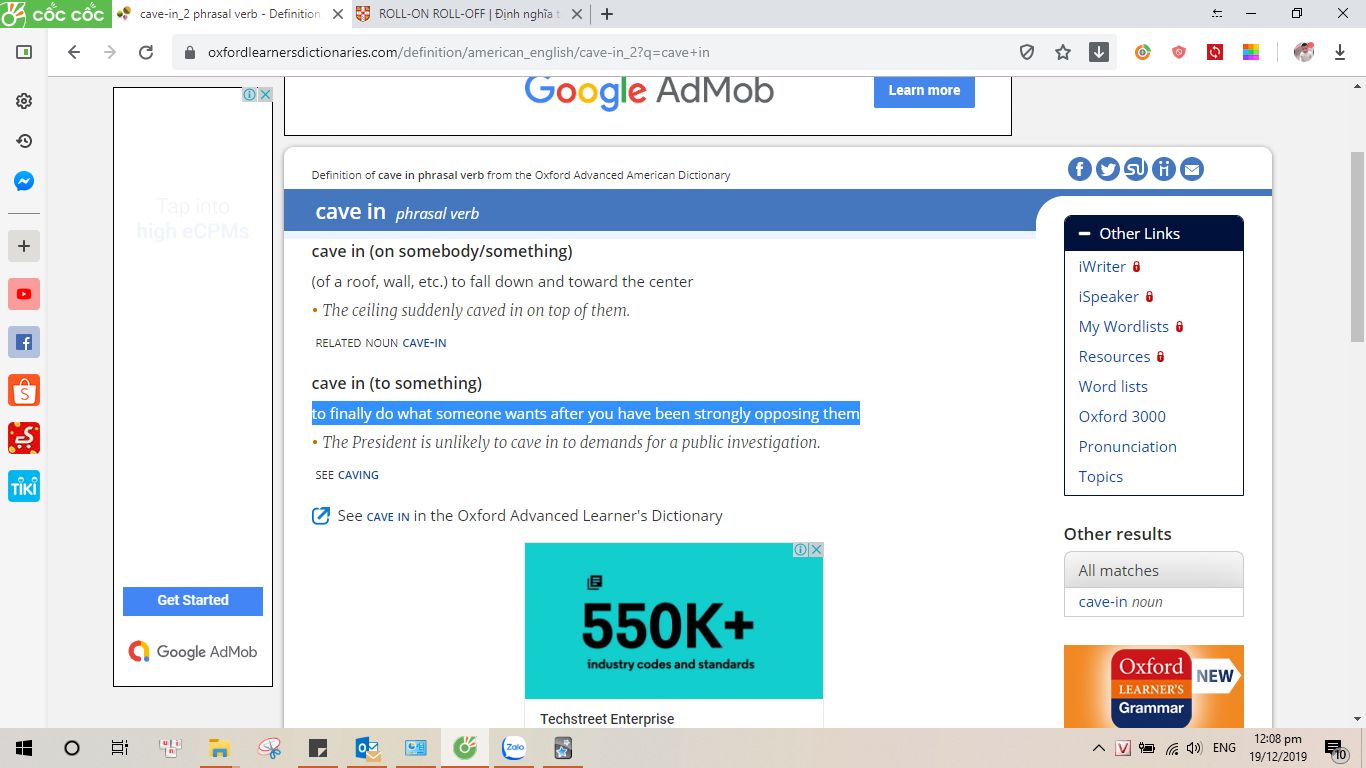 CỐC CỐC
cave-in_2 phrasal verb - Definition
ROLL-ON ROLL-OFF | Định nghĩa t
oxfordlearnersdictionaries.com/definition/american_english/cave-in_2?q=cave+in
Google AdMob
Learn more
Tap into
high eCPMs
Get Started
Google AdMob
Definition of cave in phrasal verb from the Oxford Advanced American Dictionary
cave in phrasal verb
cave in (on somebody/something)
(of a roof, wall, etc.) to fall down and toward the center
• The ceiling suddenly caved in on top of them.
RELATED NOUN CAVE-IN
cave in (to something)
to finally do what someone wants after you have been strongly opposing them
• The President is unlikely to cave in to demands for a public investigation.
SEE CAVING
See CAVE IN in the Oxford Advanced Learner's Dictionary
550K+
industry codes and standards
Techstreet Enterprise
Other Links
iWriter
iSpeaker
My Wordlists
Resources
Word lists
Oxford 3000
Pronunciation
Topics
Other results
All matches
cave-in noun
Oxford
LEARNER'S
Grammar
NEW
TIKI
Zalo
ENG
12:08 pm
19/12/2019
10